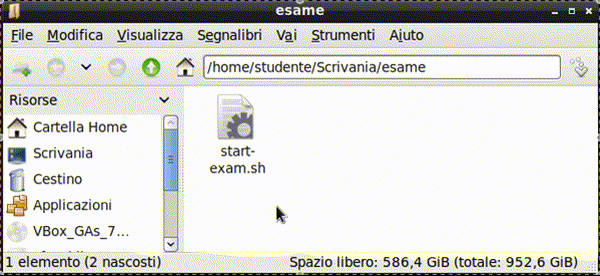 esame
File Modifica Visualizza Segnalibri Vai Strumenti Aiuto
/home/studente/Scrivania/esame
Risorse
Cartella Home
Scrivania
Cestino
Applicazioni
VBox_GAs_7...
start-
exam.sh
1 elemento (2 nascosti) Spazio libero: 586,4 GiB (totale: 952,6 GiB)